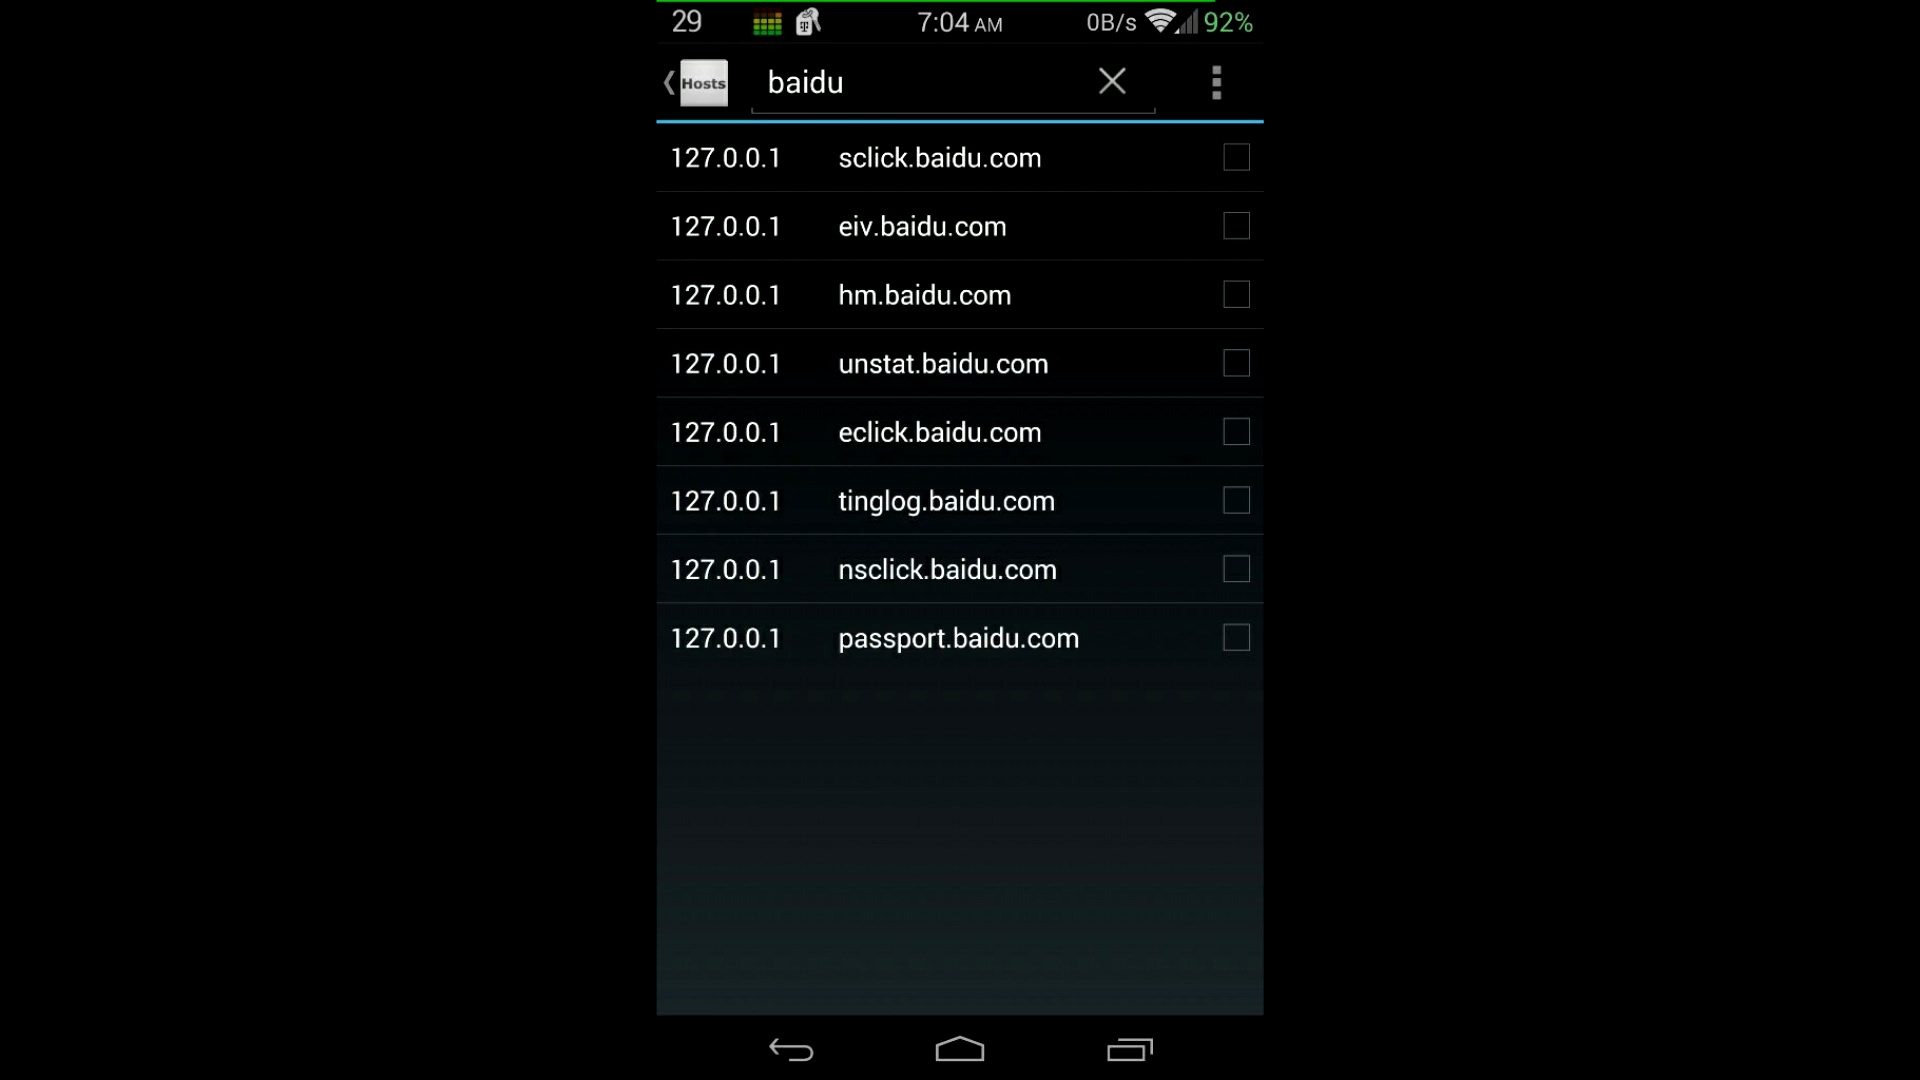 29 7:04 AM 0B/s 92%
Hosts baidu
127.0.0.1 sclick.baidu.com
127.0.0.1 eiv.baidu.com
127.0.0.1 hm.baidu.com
127.0.0.1 unstat.baidu.com
127.0.0.1 eclick.baidu.com
127.0.0.1 tinglog.baidu.com
127.0.0.1 nsclick.baidu.com
127.0.0.1 passport.baidu.com